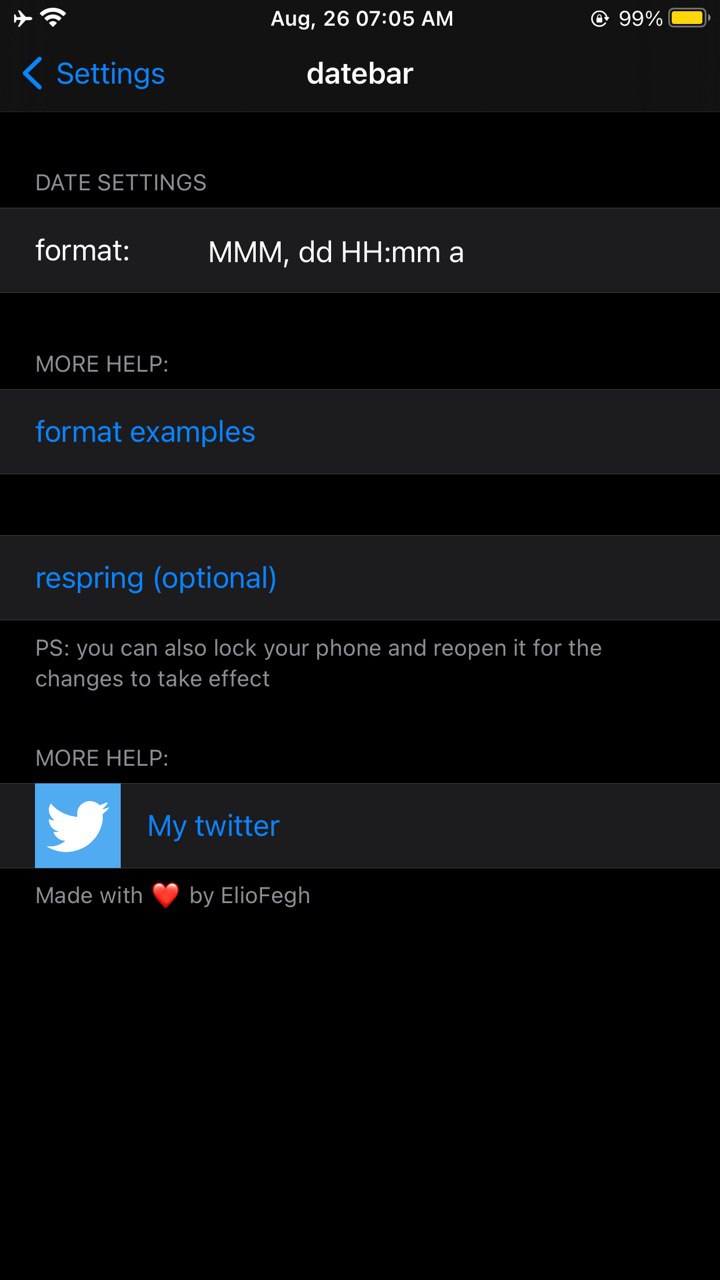 Aug, 26 07:05 AM 99%
Settings datebar
DATE SETTINGS
format: MMM, dd HH:mm a
MORE HELP:
format examples
respring (optional)
PS: you can also lock your phone and reopen it for the
changes to take effect
MORE HELP:
My twitter
Made with ❤️ by ElioFegh